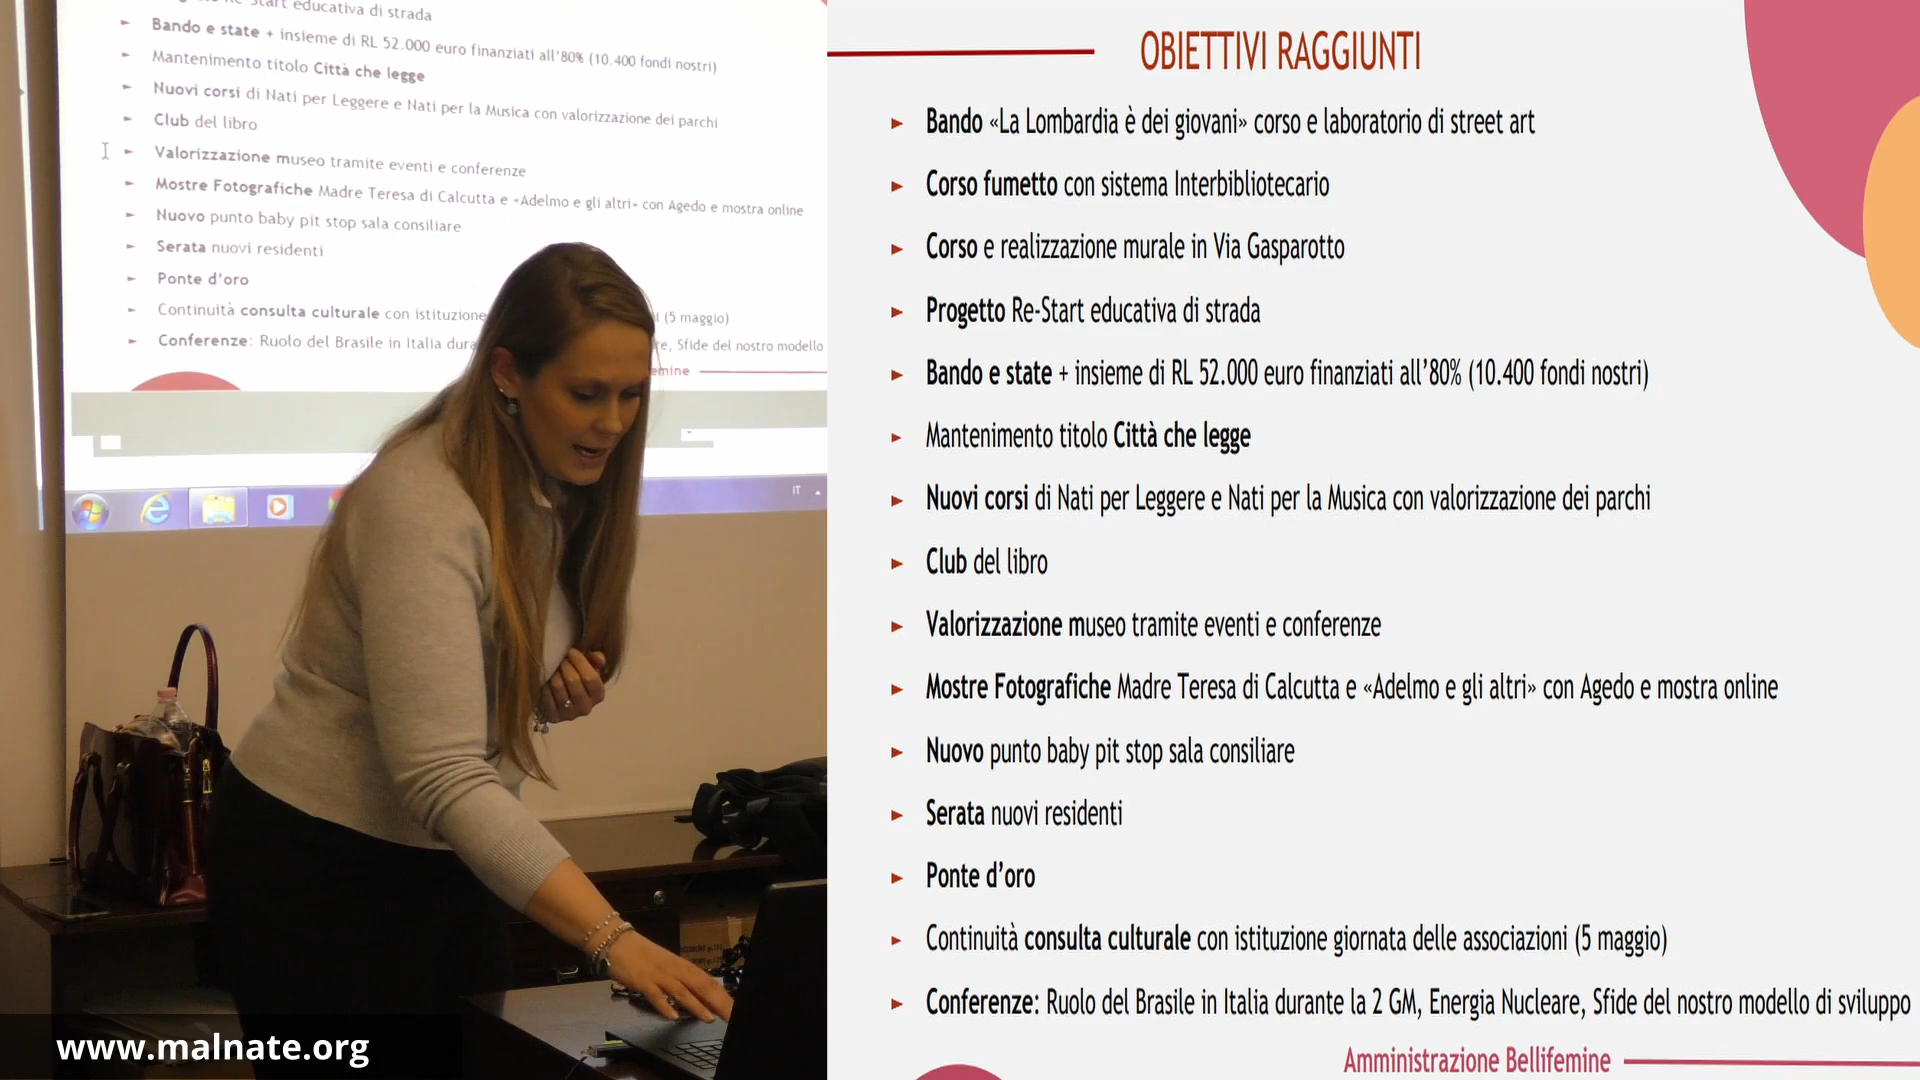 Start educativa di strada
Bando e state + insieme di RL 52.000 euro finanziati all'80% (10.400 fondi nostri)
Mantenimento titolo Città che legge
Nuovi corsi di Nati per Leggere e Nati per la Musica con valorizzazione dei parchi
Club del libro
Valorizzazione museo tramite eventi e conferenze
Mostre Fotografiche Madre Teresa di Calcutta e «Adelmo e gli altri» con Agedo e mostra online
Nuovo punto baby pit stop sala consiliare
Serata nuovi residenti
Ponte d'oro
Continuità consulta culturale con istituzione (5 maggio)
Conferenze: Ruolo del Brasile in Italia Sfide del nostro modello
IT
www.malnate.org
OBIETTIVI RAGGIUNTI
► Bando «La Lombardia è dei giovani» corso e laboratorio di street art
► Corso fumetto con sistema Interbibliotecario
► Corso e realizzazione murale in Via Gasparotto
► Progetto Re-Start educativa di strada
► Bando e state + insieme di RL 52.000 euro finanziati all'80% (10.400 fondi nostri)
► Mantenimento titolo Città che legge
► Nuovi corsi di Nati per Leggere e Nati per la Musica con valorizzazione dei parchi
► Club del libro
► Valorizzazione museo tramite eventi e conferenze
► Mostre Fotografiche Madre Teresa di Calcutta e «Adelmo e gli altri» con Agedo e mostra online
► Nuovo punto baby pit stop sala consiliare
► Serata nuovi residenti
► Ponte d'oro
► Continuità consulta culturale con istituzione giornata delle associazioni (5 maggio)
► Conferenze: Ruolo del Brasile in Italia durante la 2 GM, Energia Nucleare, Sfide del nostro modello di sviluppo
Amministrazione Bellifemine